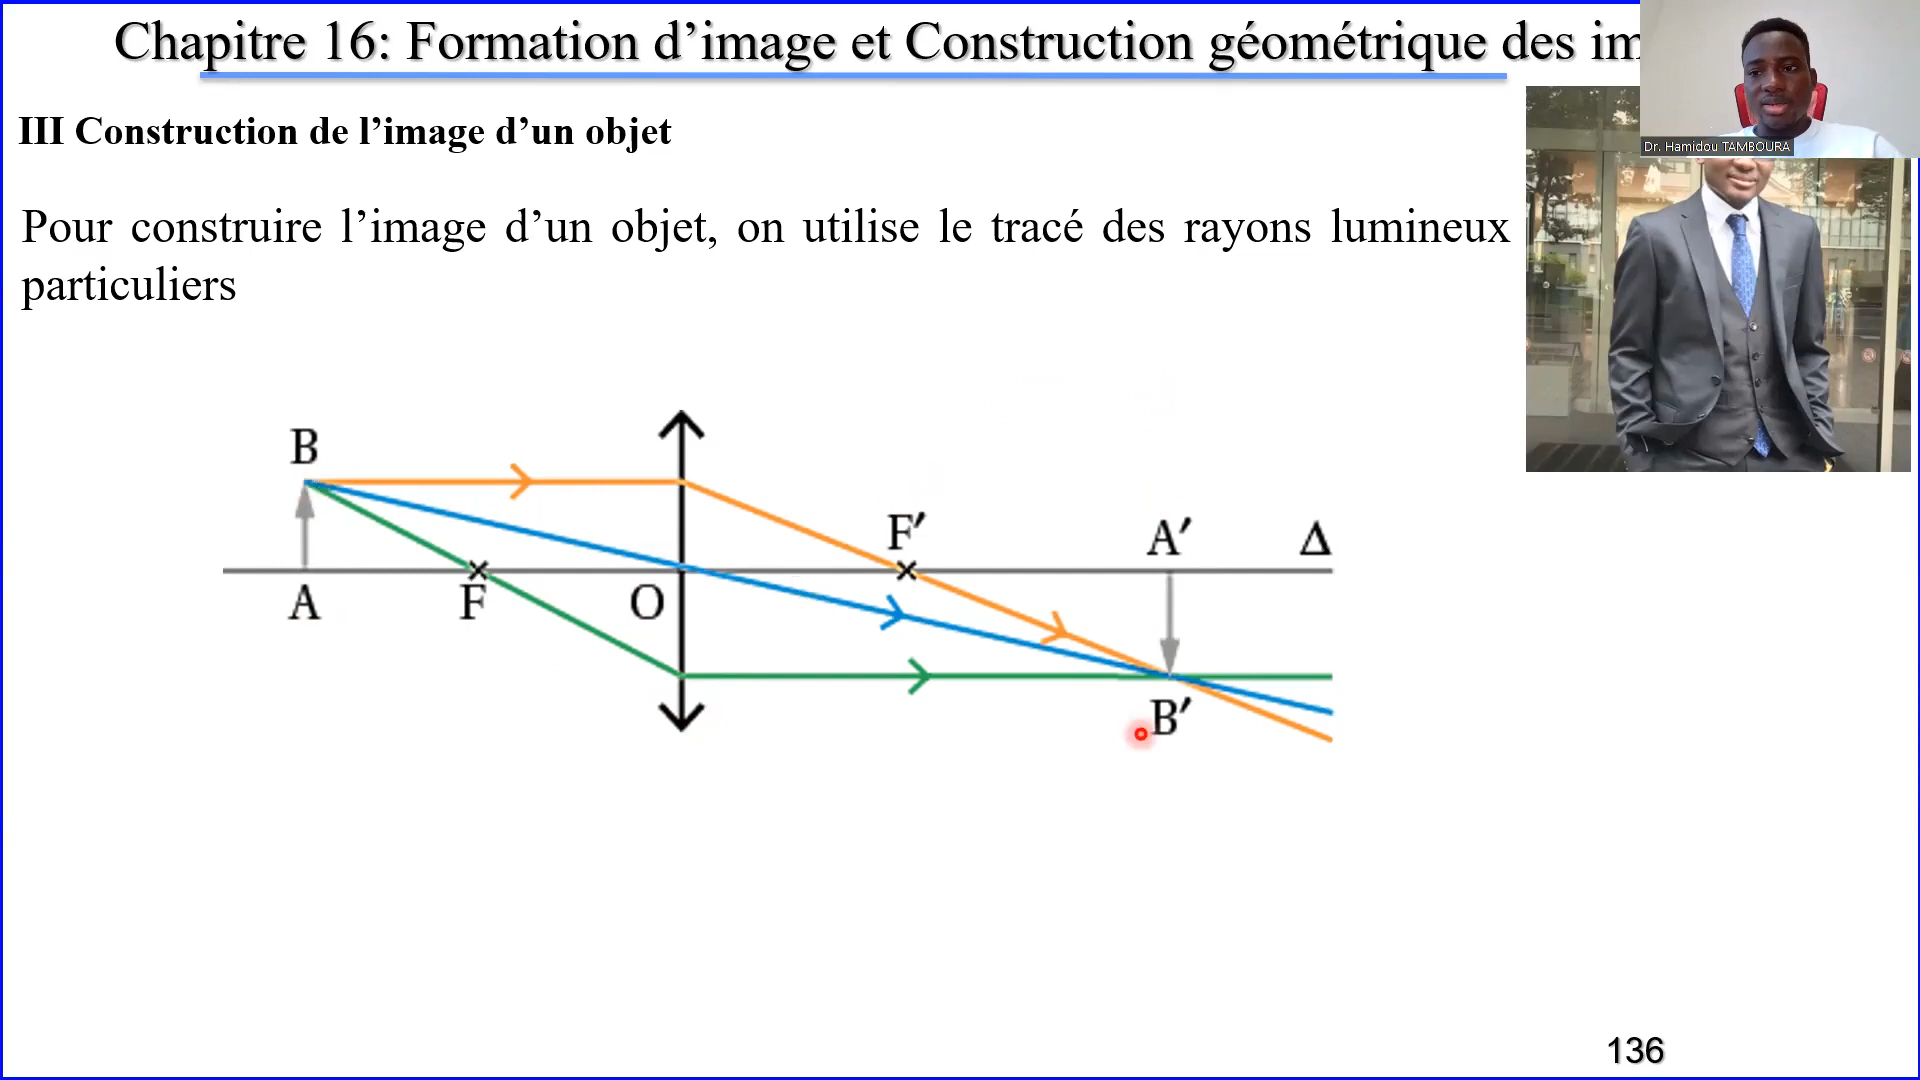 Chapitre 16: Formation d’image et Construction géométrique des im
Dr. Hamidou TAMBOURA
III Construction de l’image d’un objet
Pour construire l’image d’un objet, on utilise le tracé des rayons lumineux
particuliers
B
F′
A′
Δ
A
F
O
B′
136